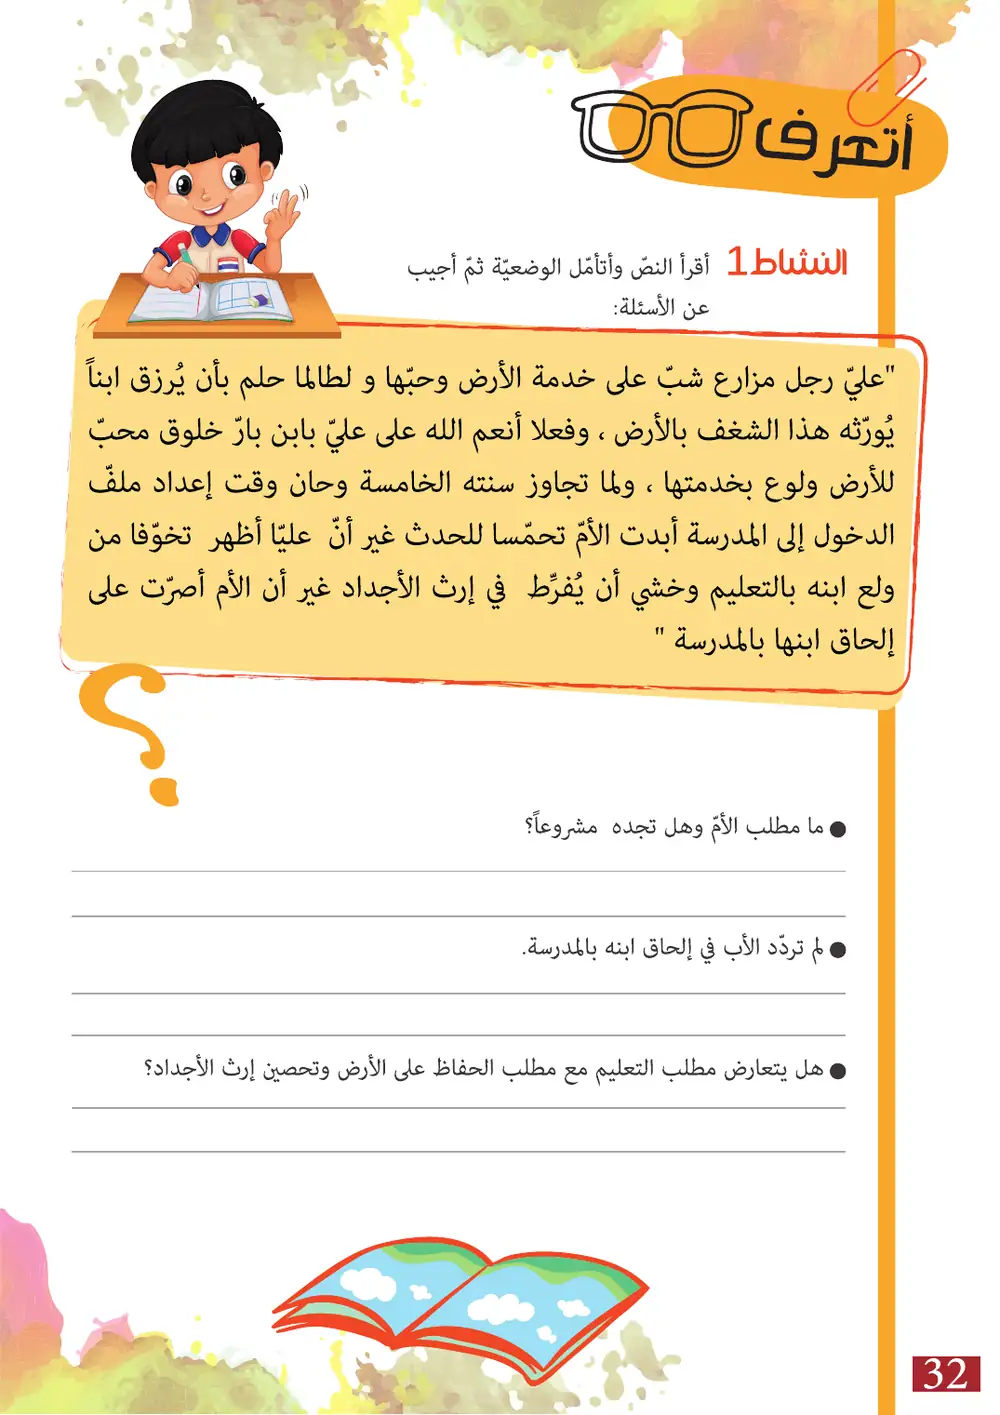 أتعرف
النشاط 1 أقرأ النصّ وأتأمّل الوضعيّة ثمّ أجيب
عن الأسئلة:
"عليّ رجل مزارع شبّ على خدمة الأرض وحبّها و لطالما حلم بأن يُرزق ابناً
يُورّثه هذا الشغف بالأرض ، وفعلا أنعم الله على عليّ بابن بارّ خلوق محبّ
للأرض ولوع بخدمتها ، ولما تجاوز سنته الخامسة وحان وقت إعداد ملفّ
الدخول إلى المدرسة أبدت الأمّ تحمّسا للحدث غير أنّ عليّا أظهر تخوّفا من
ولع ابنه بالتعليم وخشي أن يُفرِّط في إرث الأجداد غير أن الأم أصرّت على
إلحاق ابنها بالمدرسة "
؟
● ما مطلب الأمّ وهل تجده مشروعاً؟
● لم تردّد الأب في إلحاق ابنه بالمدرسة.
● هل يتعارض مطلب التعليم مع مطلب الحفاظ على الأرض وتحصين إرث الأجداد؟
32